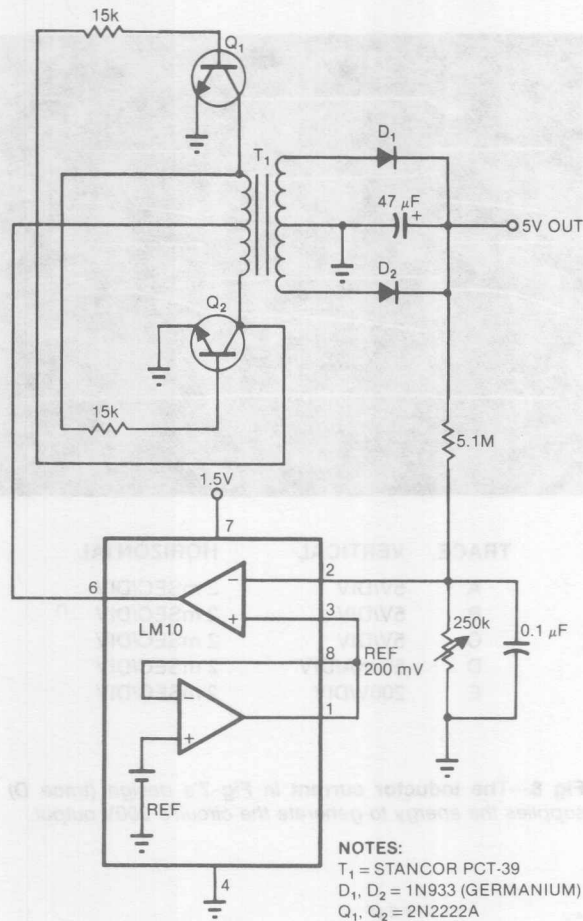 15k
Q1
T1
D1
47 µF
+
5V OUT
D2
Q2
15k
5.1M
1.5V
7
6
−
2
+
3
LM10
250k
0.1 µF
8
REF
200 mV
−
1
+
REF
4
NOTES:
T1 = STANCOR PCT-39
D1, D2 = 1N933 (GERMANIUM)
Q1, Q2 = 2N2222A